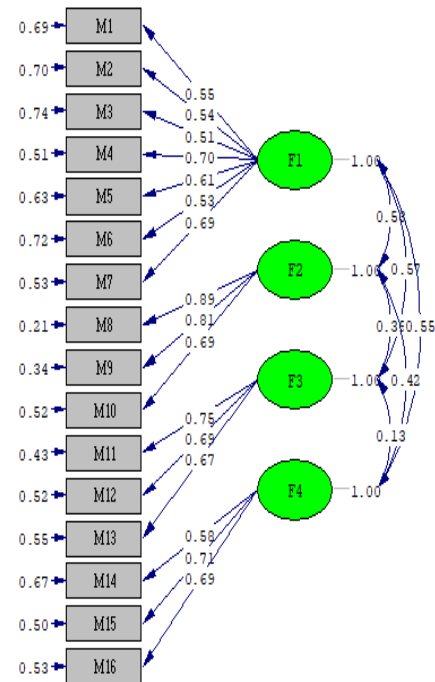 0.69 M1
0.70 M2
0.74 M3
0.51 M4
0.63 M5
0.72 M6
0.53 M7
0.21 M8
0.34 M9
0.52 M10
0.43 M11
0.52 M12
0.55 M13
0.67 M14
0.50 M15
0.53 M16
0.55
0.54
0.51
0.70
0.61
0.53
0.69
0.89
0.81
0.69
0.75
0.69
0.67
0.58
0.71
0.69
F1 1.00
F2 1.00
F3 1.00
F4 1.00
0.57
0.55
0.42
0.13